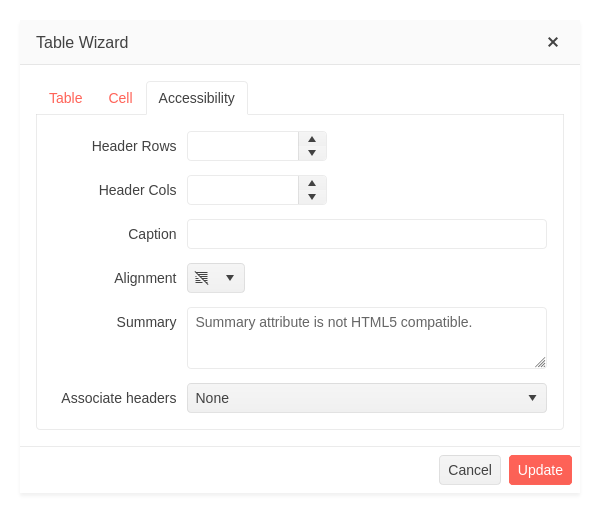 Table Wizard
Table Cell Accessibility
Header Rows
Header Cols
Caption
Alignment
Summary Summary attribute is not HTML5 compatible.
Associate headers None
Cancel Update